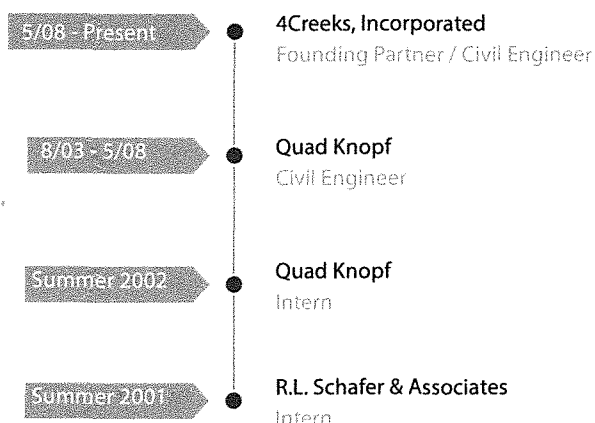 5/08 - Present
4Creeks, Incorporated
Founding Partner / Civil Engineer
8/03 - 5/08
Quad Knopf
Civil Engineer
Summer 2002
Quad Knopf
Intern
Summer 2001
R.L. Schafer & Associates
Intern